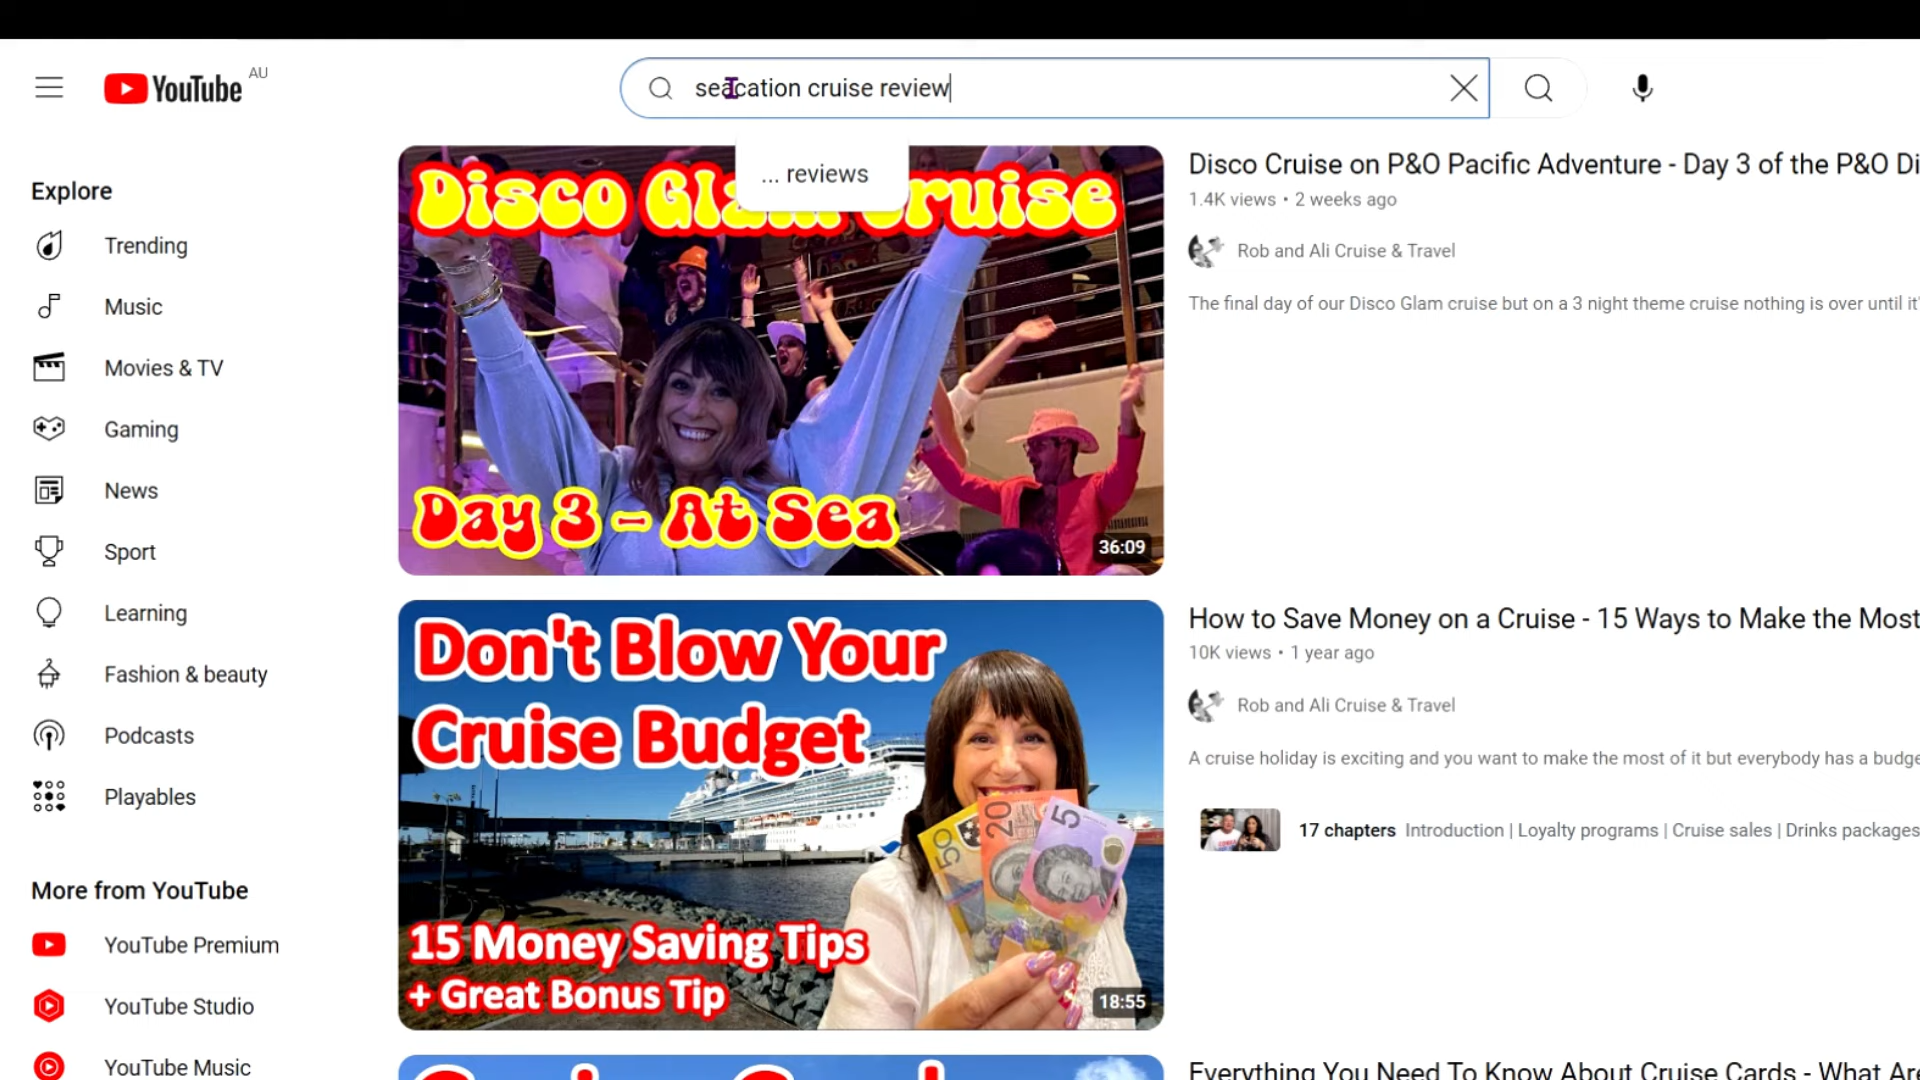 YouTube AU
seacation cruise review
... reviews
Explore
Trending
Music
Movies & TV
Gaming
News
Sport
Learning
Fashion & beauty
Podcasts
Playables
More from YouTube
YouTube Premium
YouTube Studio
YouTube Music
Disco Cruise
Day 3 - At Sea
36:09
Disco Cruise on P&O Pacific Adventure - Day 3 of the P&O Di
1.4K views • 2 weeks ago
Rob and Ali Cruise & Travel
The final day of our Disco Glam cruise but on a 3 night theme cruise nothing is over until it'
Don't Blow Your
Cruise Budget
50 20 5
15 Money Saving Tips
+ Great Bonus Tip
18:55
How to Save Money on a Cruise - 15 Ways to Make the Most
10K views • 1 year ago
Rob and Ali Cruise & Travel
A cruise holiday is exciting and you want to make the most of it but everybody has a budge
17 chapters Introduction | Loyalty programs | Cruise sales | Drinks packages
Everything You Need To Know About Cruise Cards - What Are